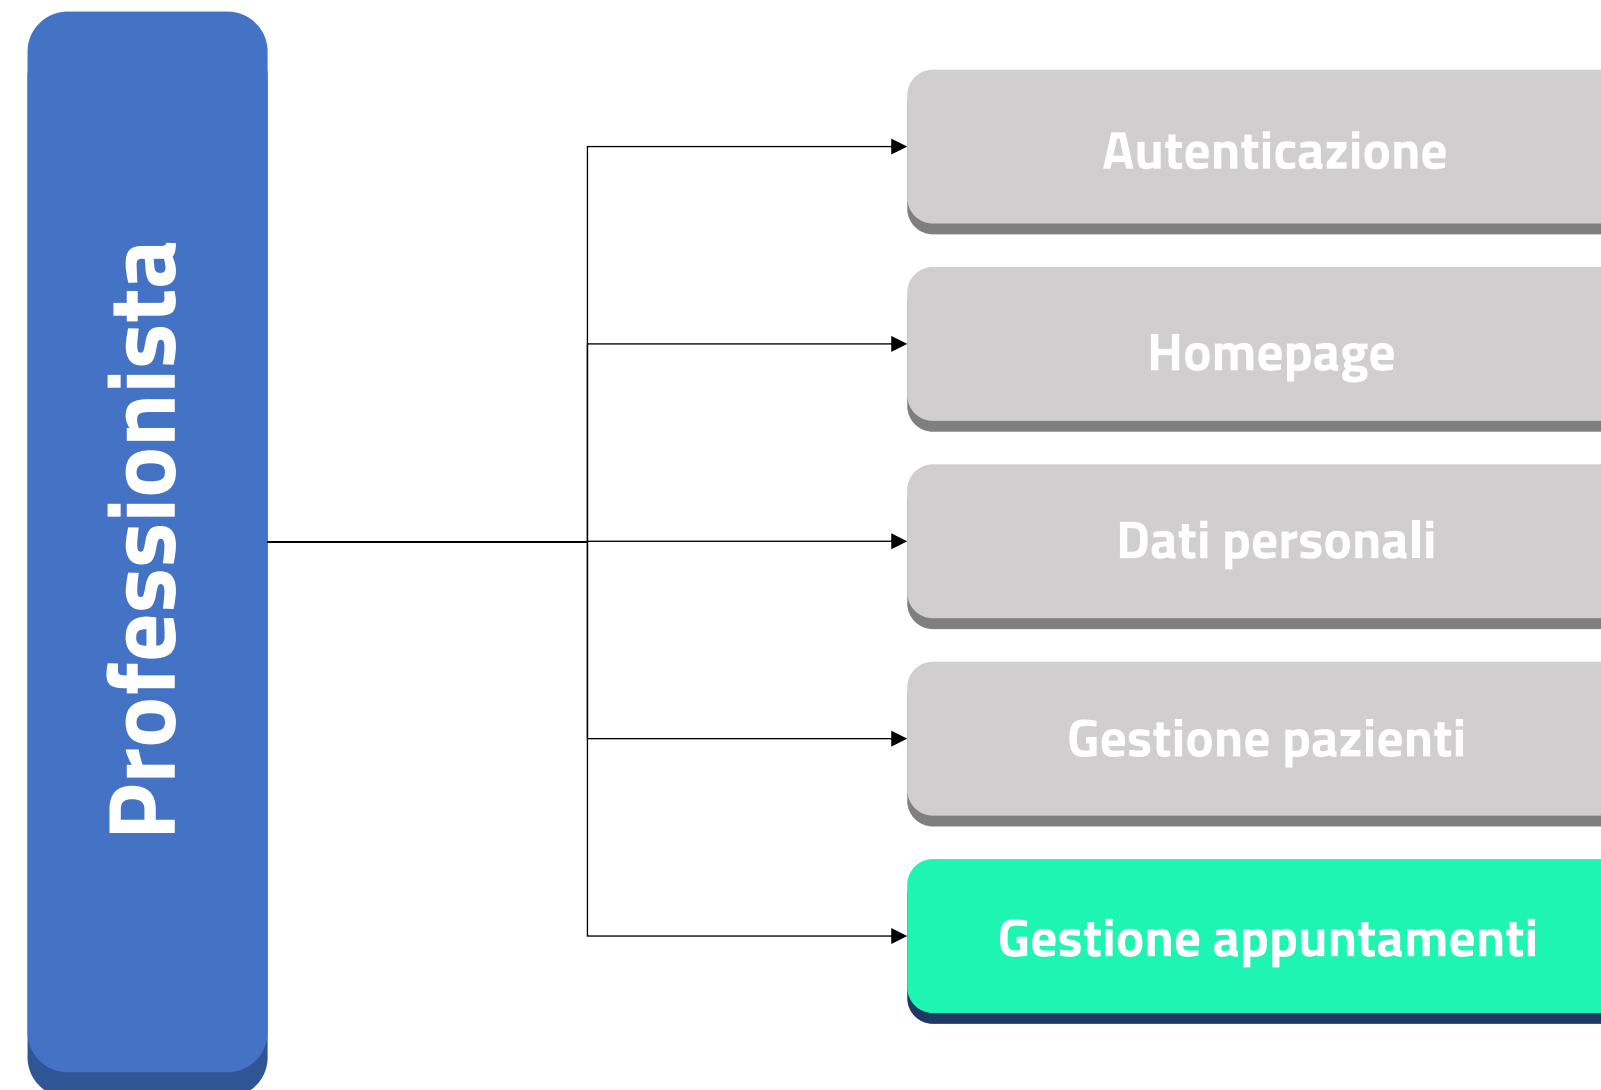 Professionista
Autenticazione
Homepage
Dati personali
Gestione pazienti
Gestione appuntamenti